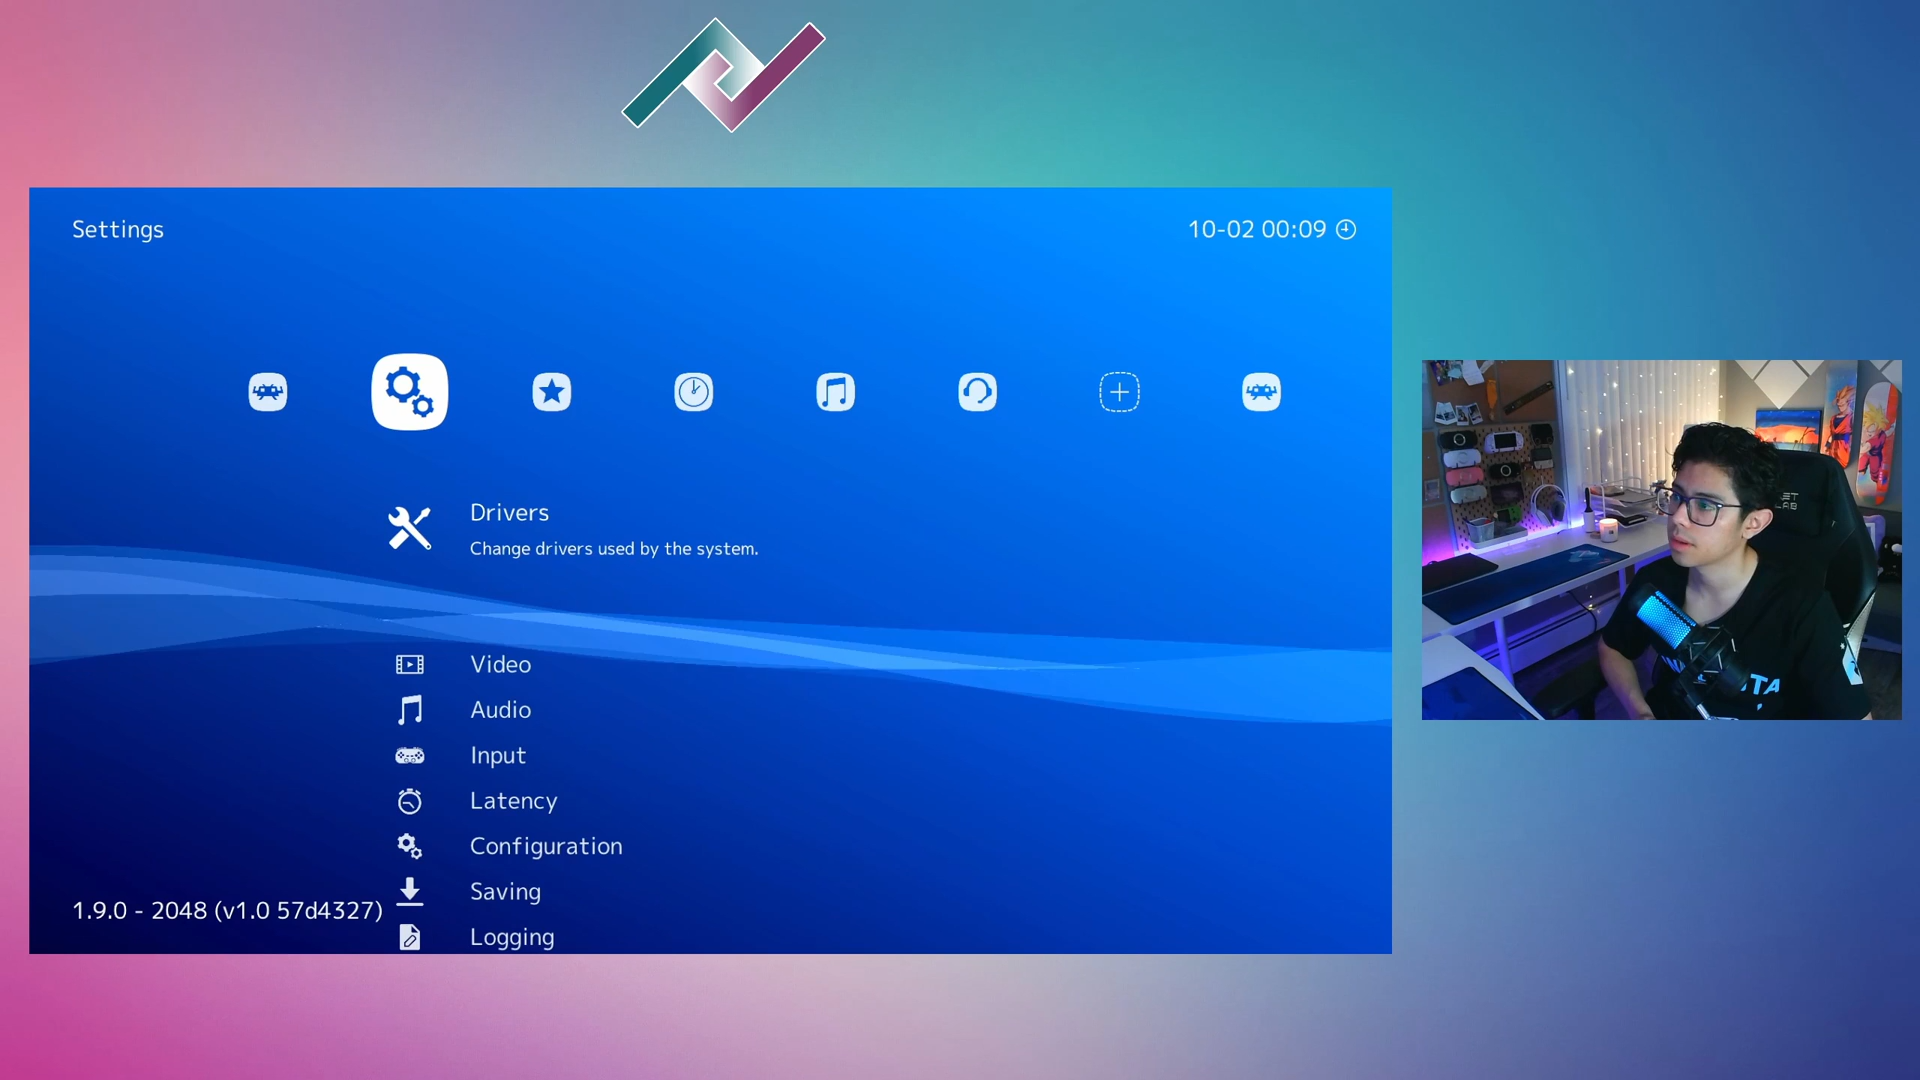 Settings
10-02 00:09
Drivers
Change drivers used by the system.
Video
Audio
Input
Latency
Configuration
Saving
1.9.0 - 2048 (v1.0 57d4327)
Logging